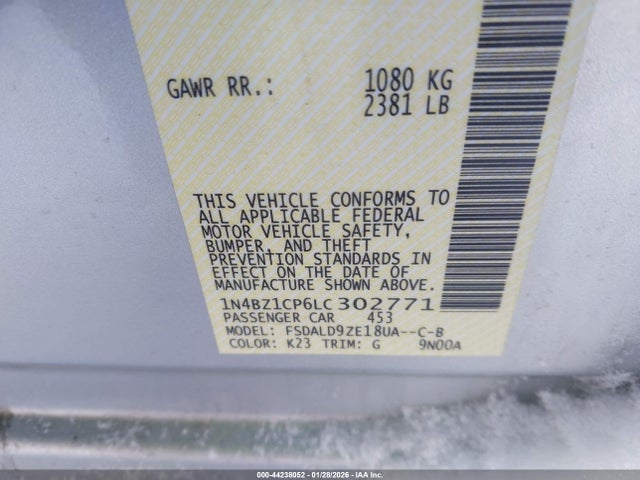 GAWR RR.: 1080 KG
2381 LB
THIS VEHICLE CONFORMS TO
ALL APPLICABLE FEDERAL
MOTOR VEHICLE SAFETY,
BUMPER, AND THEFT
PREVENTION STANDARDS IN
EFFECT ON THE DATE OF
MANUFACTURE SHOWN ABOVE.
1N4BZ1CP6LC302771
PASSENGER CAR 453
MODEL: FSDALD9ZE18UA--C-B
COLOR: K23 TRIM: G 9N00A
000-44238052 | 01/28/2026 - IAA Inc.